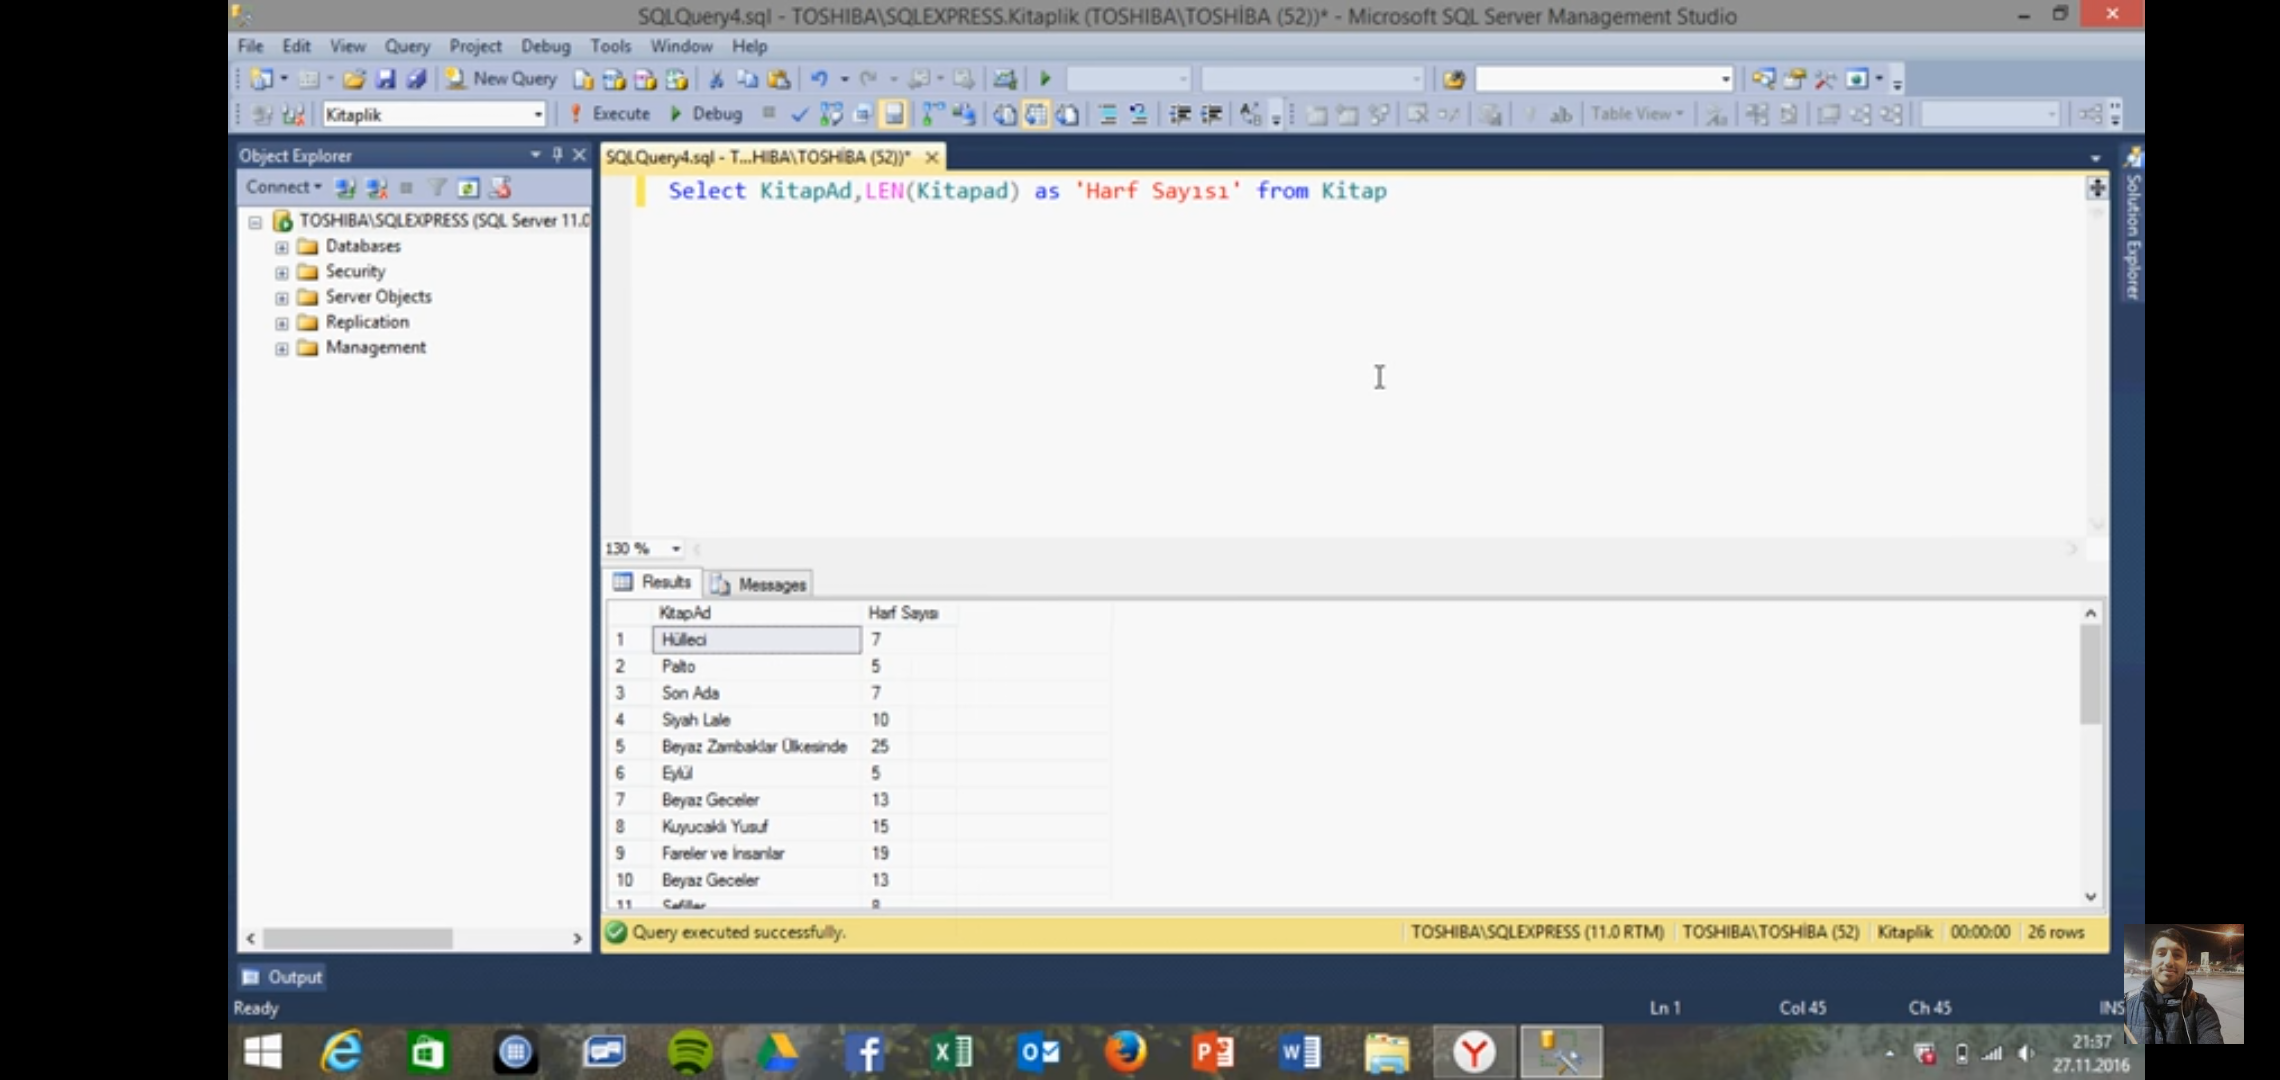 SQLQuery4.sql - TOSHIBA\SQLEXPRESS.Kitaplik (TOSHIBA\TOSHİBA (52))* - Microsoft SQL Server Management Studio
File Edit View Query Project Debug Tools Window Help
New Query
Kitaplik Execute Debug Table View
Object Explorer
SQLQuery4.sql - T...HIBA\TOSHİBA (52))*
Solution Explorer
Connect
Select KitapAd,LEN(Kitapad) as 'Harf Sayısı' from Kitap
TOSHIBA\SQLEXPRESS (SQL Server 11.0
Databases
Security
Server Objects
Replication
Management
130 %
Results Messages
KitapAd Harf Sayısı
1 Hülleci 7
2 Palto 5
3 Son Ada 7
4 Siyah Lale 10
5 Beyaz Zambaklar Ülkesinde 25
6 Eylül 5
7 Beyaz Geceler 13
8 Kuyucaklı Yusuf 15
9 Fareler ve İnsanlar 19
10 Beyaz Geceler 13
11 Sefiller 8
Query executed successfully. TOSHIBA\SQLEXPRESS (11.0 RTM) TOSHIBA\TOSHİBA (52) Kitaplik 00:00:00 26 rows
Output
Ready Ln 1 Col 45 Ch 45 INS
21:37
27.11.2016